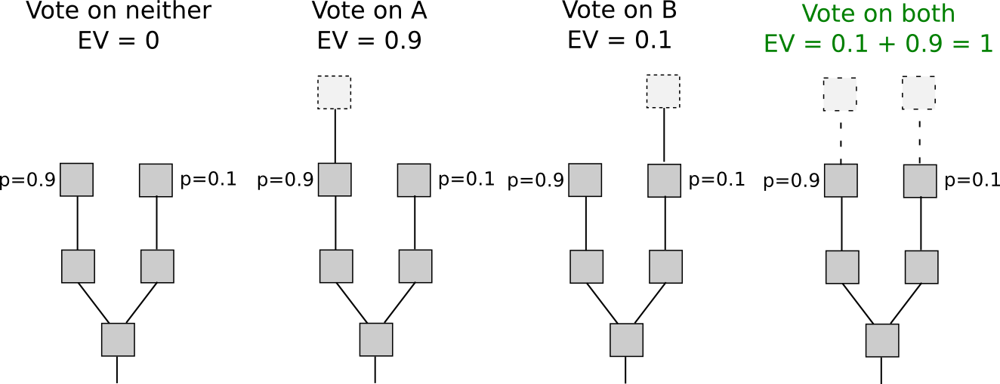 Vote on neither
EV = 0
Vote on A
EV = 0.9
Vote on B
EV = 0.1
Vote on both
EV = 0.1 + 0.9 = 1
p=0.9
p=0.1
p=0.9
p=0.1
p=0.9
p=0.1
p=0.9
p=0.1